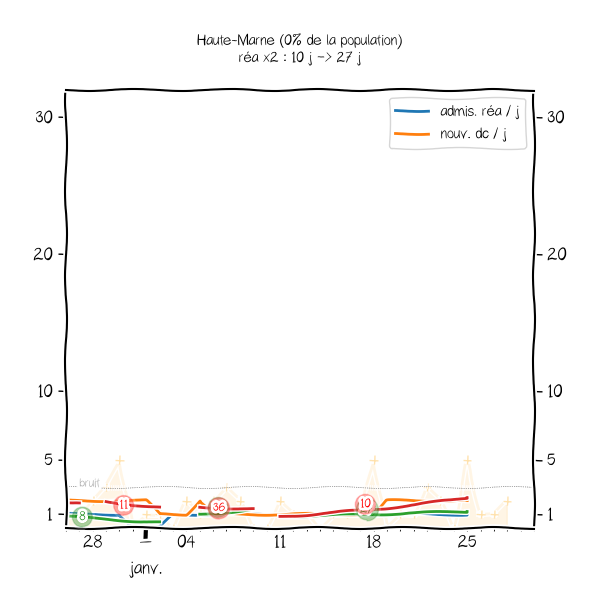 Haute-Marne (0% de la population)
réa x2 : 10 j -> 27 j
admis. réa / j
nouv. dc / j
30 30
20 20
10 10
5 5
bruit
1 1
8 11 36 10
28 04 11 18 25
janv.